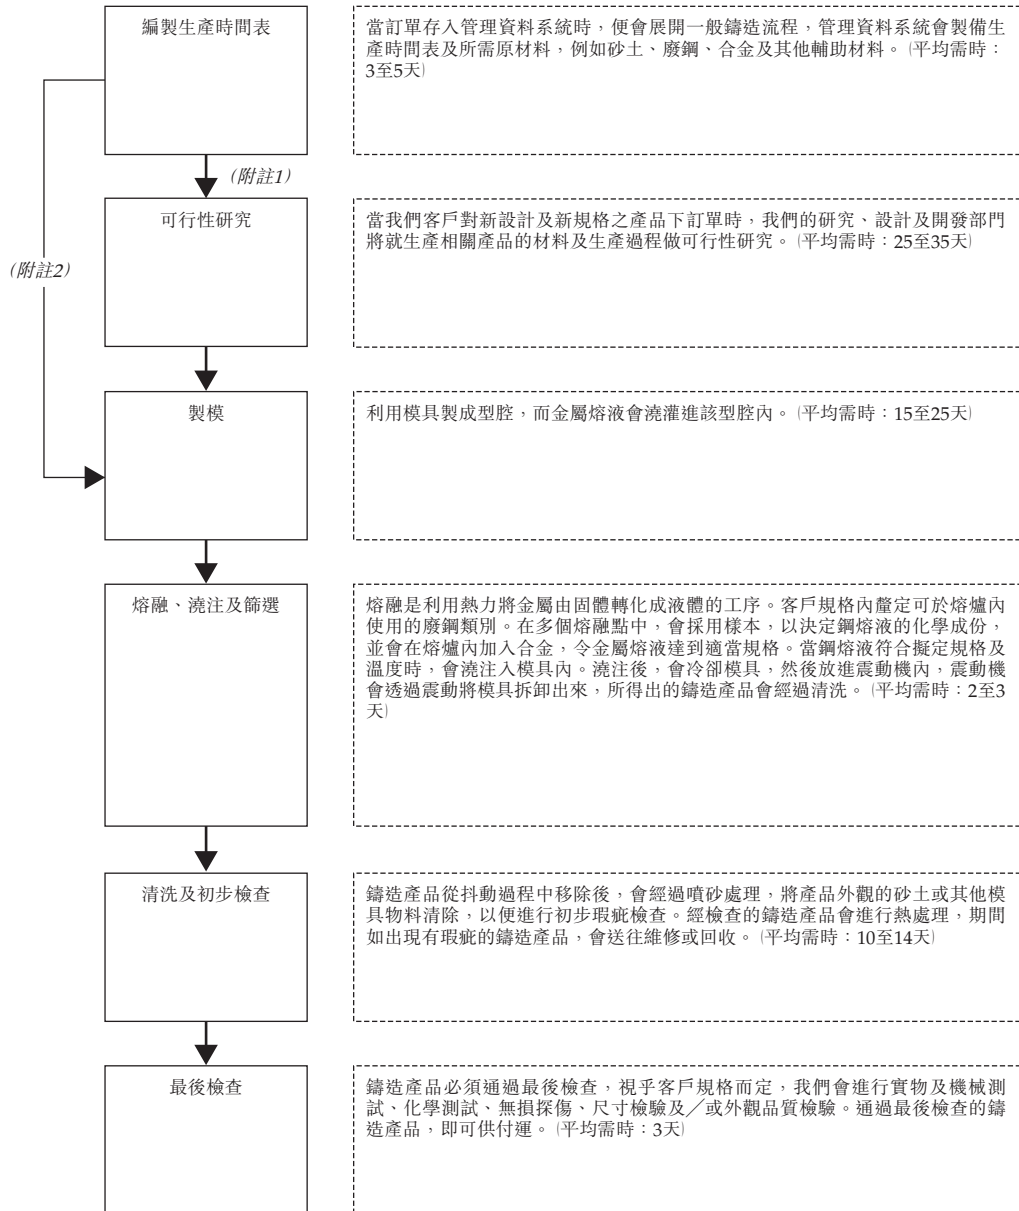 編製生產時間表
當訂單存入管理資料系統時，便會展開一般鑄造流程，管理資料系統會製備生
產時間表及所需原材料，例如砂土、廢鋼、合金及其他輔助材料。（平均需時：
3至5天）
（附註1）
可行性研究
當我們客戶對新設計及新規格之產品下訂單時，我們的研究、設計及開發部門
將就生產相關產品的材料及生產過程做可行性研究。（平均需時：25至35天）
（附註2）
製模
利用模具製成型腔，而金屬熔液會澆灌進該型腔內。（平均需時：15至25天）
熔融、澆注及篩選
熔融是利用熱力將金屬由固體轉化成液體的工序。客戶規格內釐定可於熔爐內
使用的廢鋼類別。在多個熔融點中，會採用樣本，以決定鋼熔液的化學成份，
並會在熔爐內加入合金，令金屬熔液達到適當規格。當鋼熔液符合擬定規格及
溫度時，會澆注入模具內。澆注後，會冷卻模具，然後放進震動機內，震動機
會透過震動將模具拆卸出來，所得出的鑄造產品會經過清洗。（平均需時：2至3
天）
清洗及初步檢查
鑄造產品從抖動過程中移除後，會經過噴砂處理，將產品外觀的砂土或其他模
具物料清除，以便進行初步瑕疵檢查。經檢查的鑄造產品會進行熱處理，期間
如出現有瑕疵的鑄造產品，會送往維修或回收。（平均需時：10至14天）
最後檢查
鑄造產品必須通過最後檢查，視乎客戶規格而定，我們會進行實物及機械測
試、化學測試、無損探傷、尺寸檢驗及╱或外觀品質檢驗。通過最後檢查的鑄
造產品，即可供付運。（平均需時：3天）